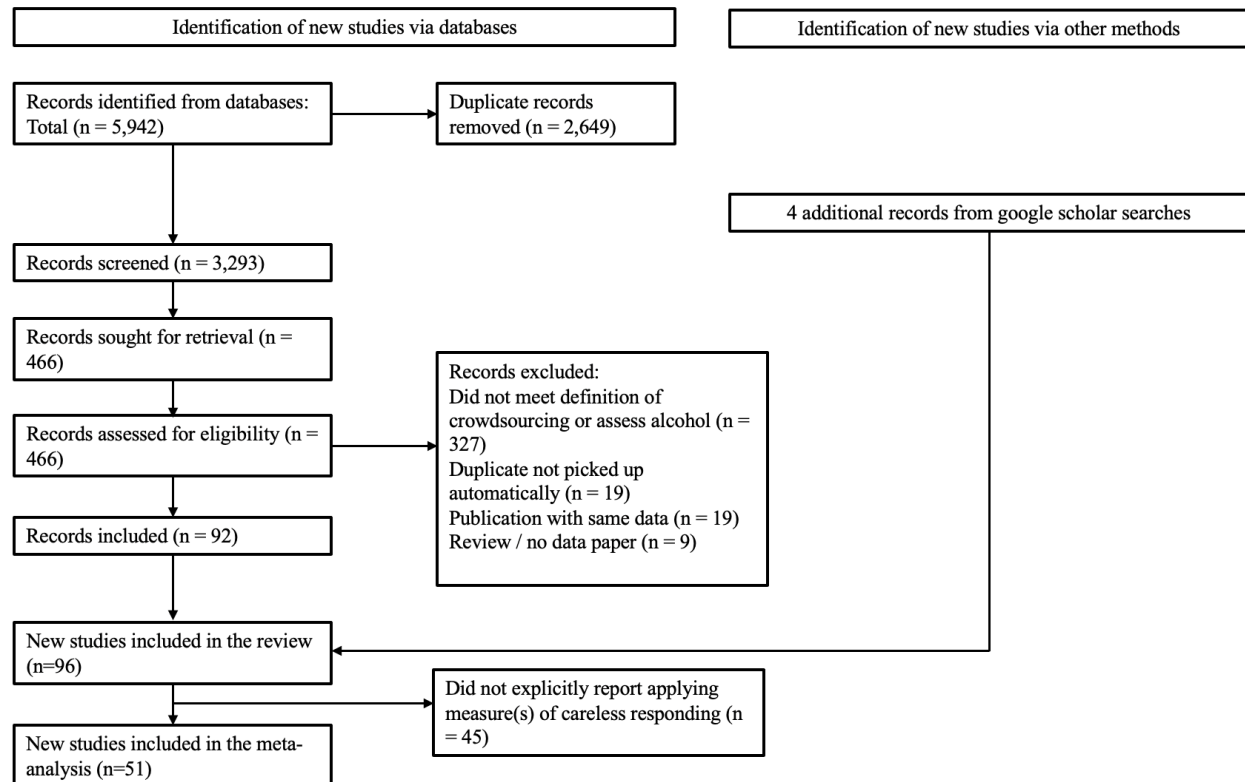 Identification of new studies via databases
Identification of new studies via other methods
Records identified from databases:
Total (n = 5,942)
Duplicate records
removed (n = 2,649)
4 additional records from google scholar searches
Records screened (n = 3,293)
Records sought for retrieval (n =
466)
Records assessed for eligibility (n =
466)
Records excluded:
Did not meet definition of
crowdsourcing or assess alcohol (n =
327)
Duplicate not picked up
automatically (n = 19)
Publication with same data (n = 19)
Review / no data paper (n = 9)
Records included (n = 92)
New studies included in the review
(n=96)
Did not explicitly report applying
measure(s) of careless responding (n
= 45)
New studies included in the meta-
analysis (n=51)